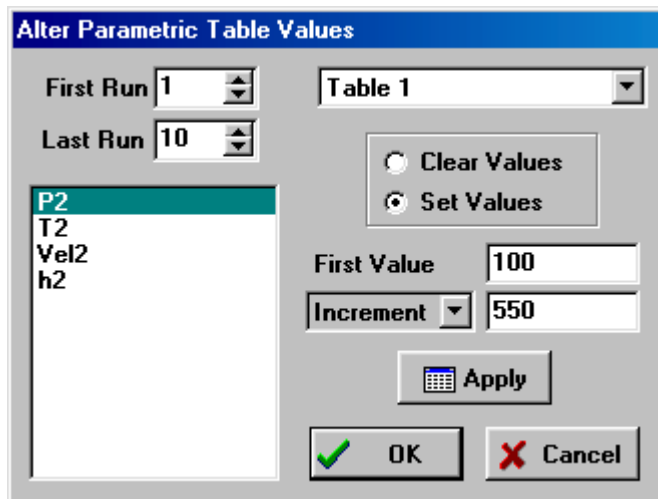 Alter Parametric Table Values
First Run 1
Table 1
Last Run 10
Clear Values
Set Values
P2
T2
Vel2
h2
First Value 100
Increment 550
Apply
OK
Cancel